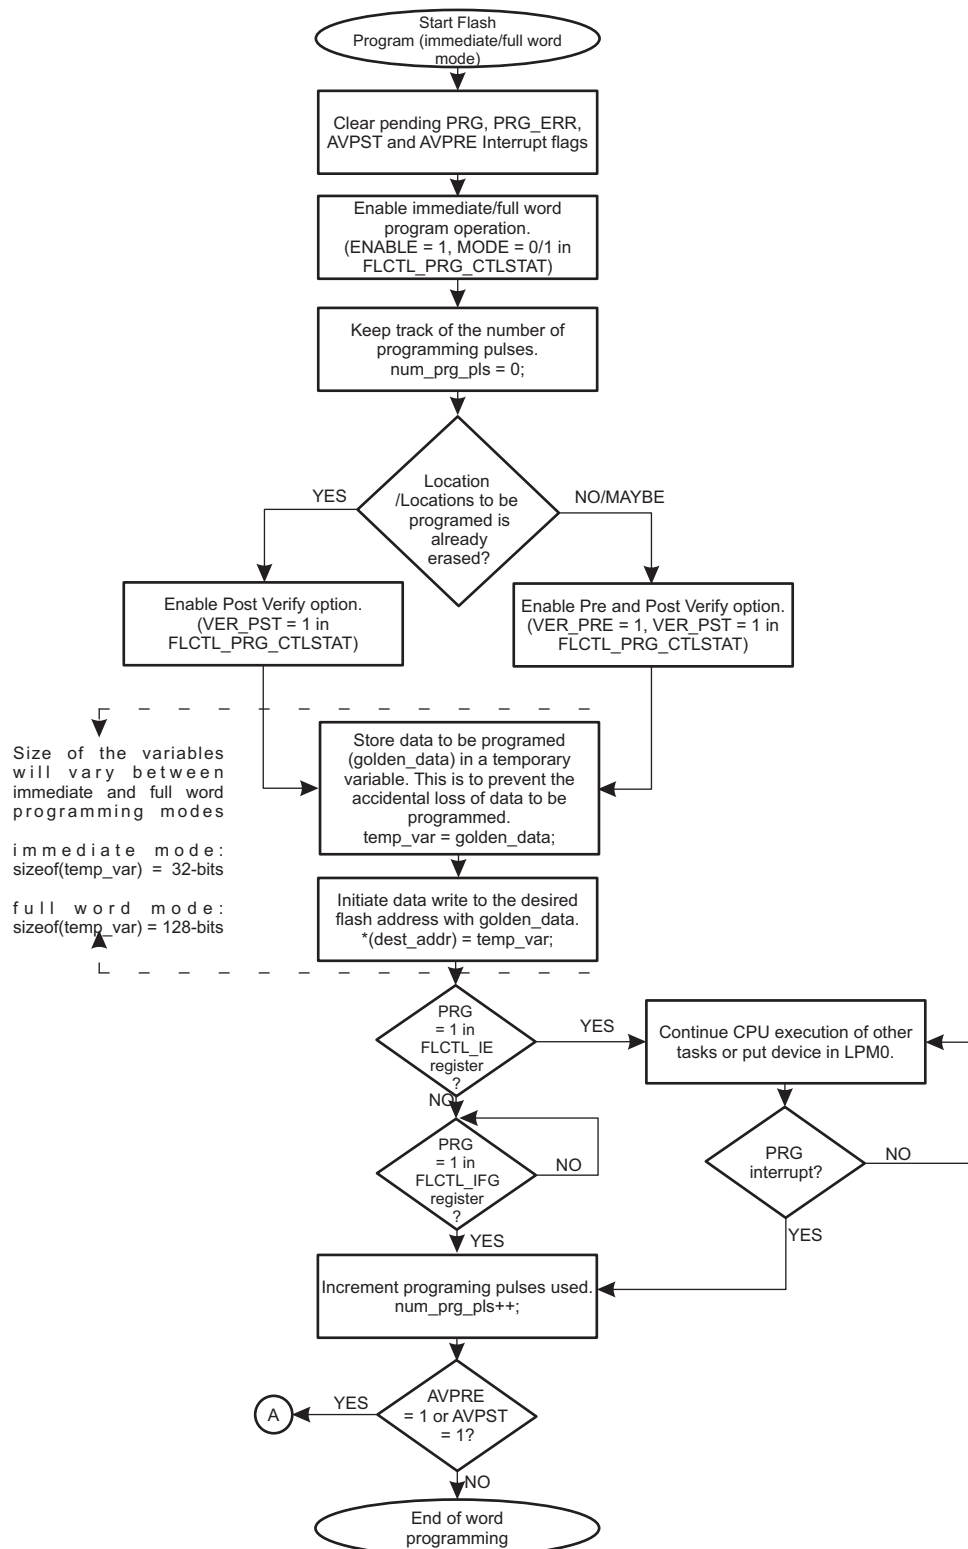 Start Flash
Program (immediate/full word
mode)
Clear pending PRG, PRG_ERR,
AVPST and AVPRE Interrupt flags
Enable immediate/full word
program operation.
(ENABLE = 1, MODE = 0/1 in
FLCTL_PRG_CTLSTAT)
Keep track of the number of
programming pulses.
num_prg_pls = 0;
Location
/Locations to be
programed is
already
erased?
YES
NO/MAYBE
Enable Post Verify option.
(VER_PST = 1 in
FLCTL_PRG_CTLSTAT)
Enable Pre and Post Verify option.
(VER_PRE = 1, VER_PST = 1 in
FLCTL_PRG_CTLSTAT)
Size of the variables
will vary between
immediate and full word
programming modes
immediate mode:
sizeof(temp_var) = 32-bits
full word mode:
sizeof(temp_var) = 128-bits
Store data to be programed
(golden_data) in a temporary
variable. This is to prevent the
accidental loss of data to be
programmed.
temp_var = golden_data;
Initiate data write to the desired
flash address with golden_data.
*(dest_addr) = temp_var;
PRG
= 1 in
FLCTL_IE
register
?
YES
NO
Continue CPU execution of other
tasks or put device in LPM0.
PRG
= 1 in
FLCTL_IFG
register
?
NO
YES
PRG
interrupt?
NO
YES
Increment programing pulses used.
num_prg_pls++;
AVPRE
= 1 or AVPST
= 1?
YES
A
NO
End of word
programming